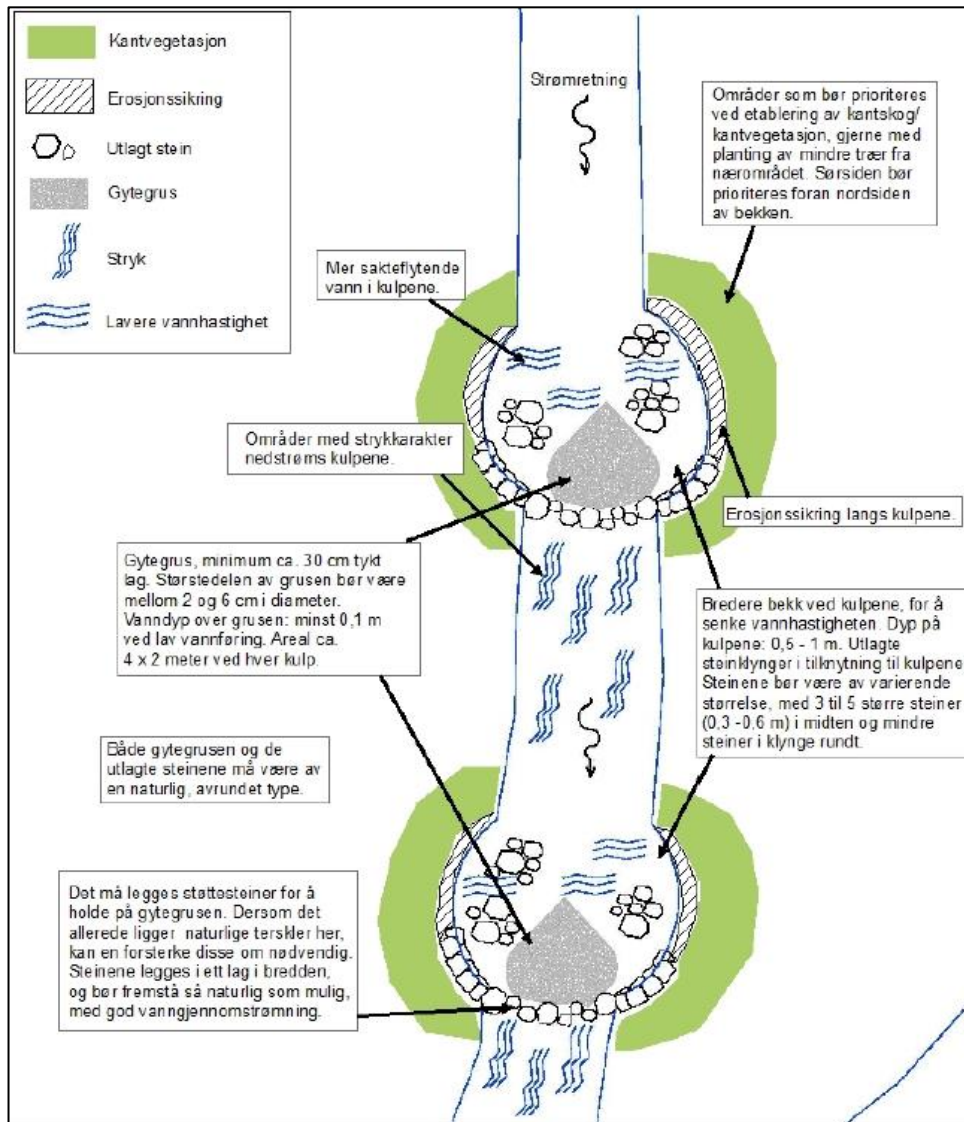 Kantvegetasjon
Erosjonssikring
Utlagt stein
Gytegrus
Stryk
Lavere vannhastighet
Strømretning
Områder som bør prioriteres
ved etablering av kantskog/
kantvegetasjon, gjerne med
planting av mindre trær fra
nærområdet. Sørsiden bør
prioriteres foran nordsiden
av bekken.
Mer sakteflytende
vann i kulpene.
Områder med strykkarakter
nedstrøms kulpene.
Erosjonssikring langs kulpene.
Gytegrus, minimum ca. 30 cm tykt
lag. Størstedelen av grusen bør være
mellom 2 og 6 cm i diameter.
Vanndyp over grusen: minst 0,1 m
ved lav vannføring. Areal ca.
4 x 2 meter ved hver kulp.
Bredere bekk ved kulpene, for å
senke vannhastigheten. Dyp på
kulpene: 0,5 - 1 m. Utlagte
steinklynger i tilknytning til kulpene
Steinene bør være av varierende
størrelse, med 3 til 5 større steiner
(0,3 -0,6 m) i midten og mindre
steiner i klynge rundt.
Både gytegrusen og de
utlagte steinene må være av
en naturlig, avrundet type.
Det må legges støttesteiner for å
holde på gytegrusen. Dersom det
allerede ligger naturlige terskler her,
kan en forsterke disse om nødvendig.
Steinene legges i ett lag i bredden,
og bør fremstå så naturlig som mulig,
med god vanngjennomstrømning.